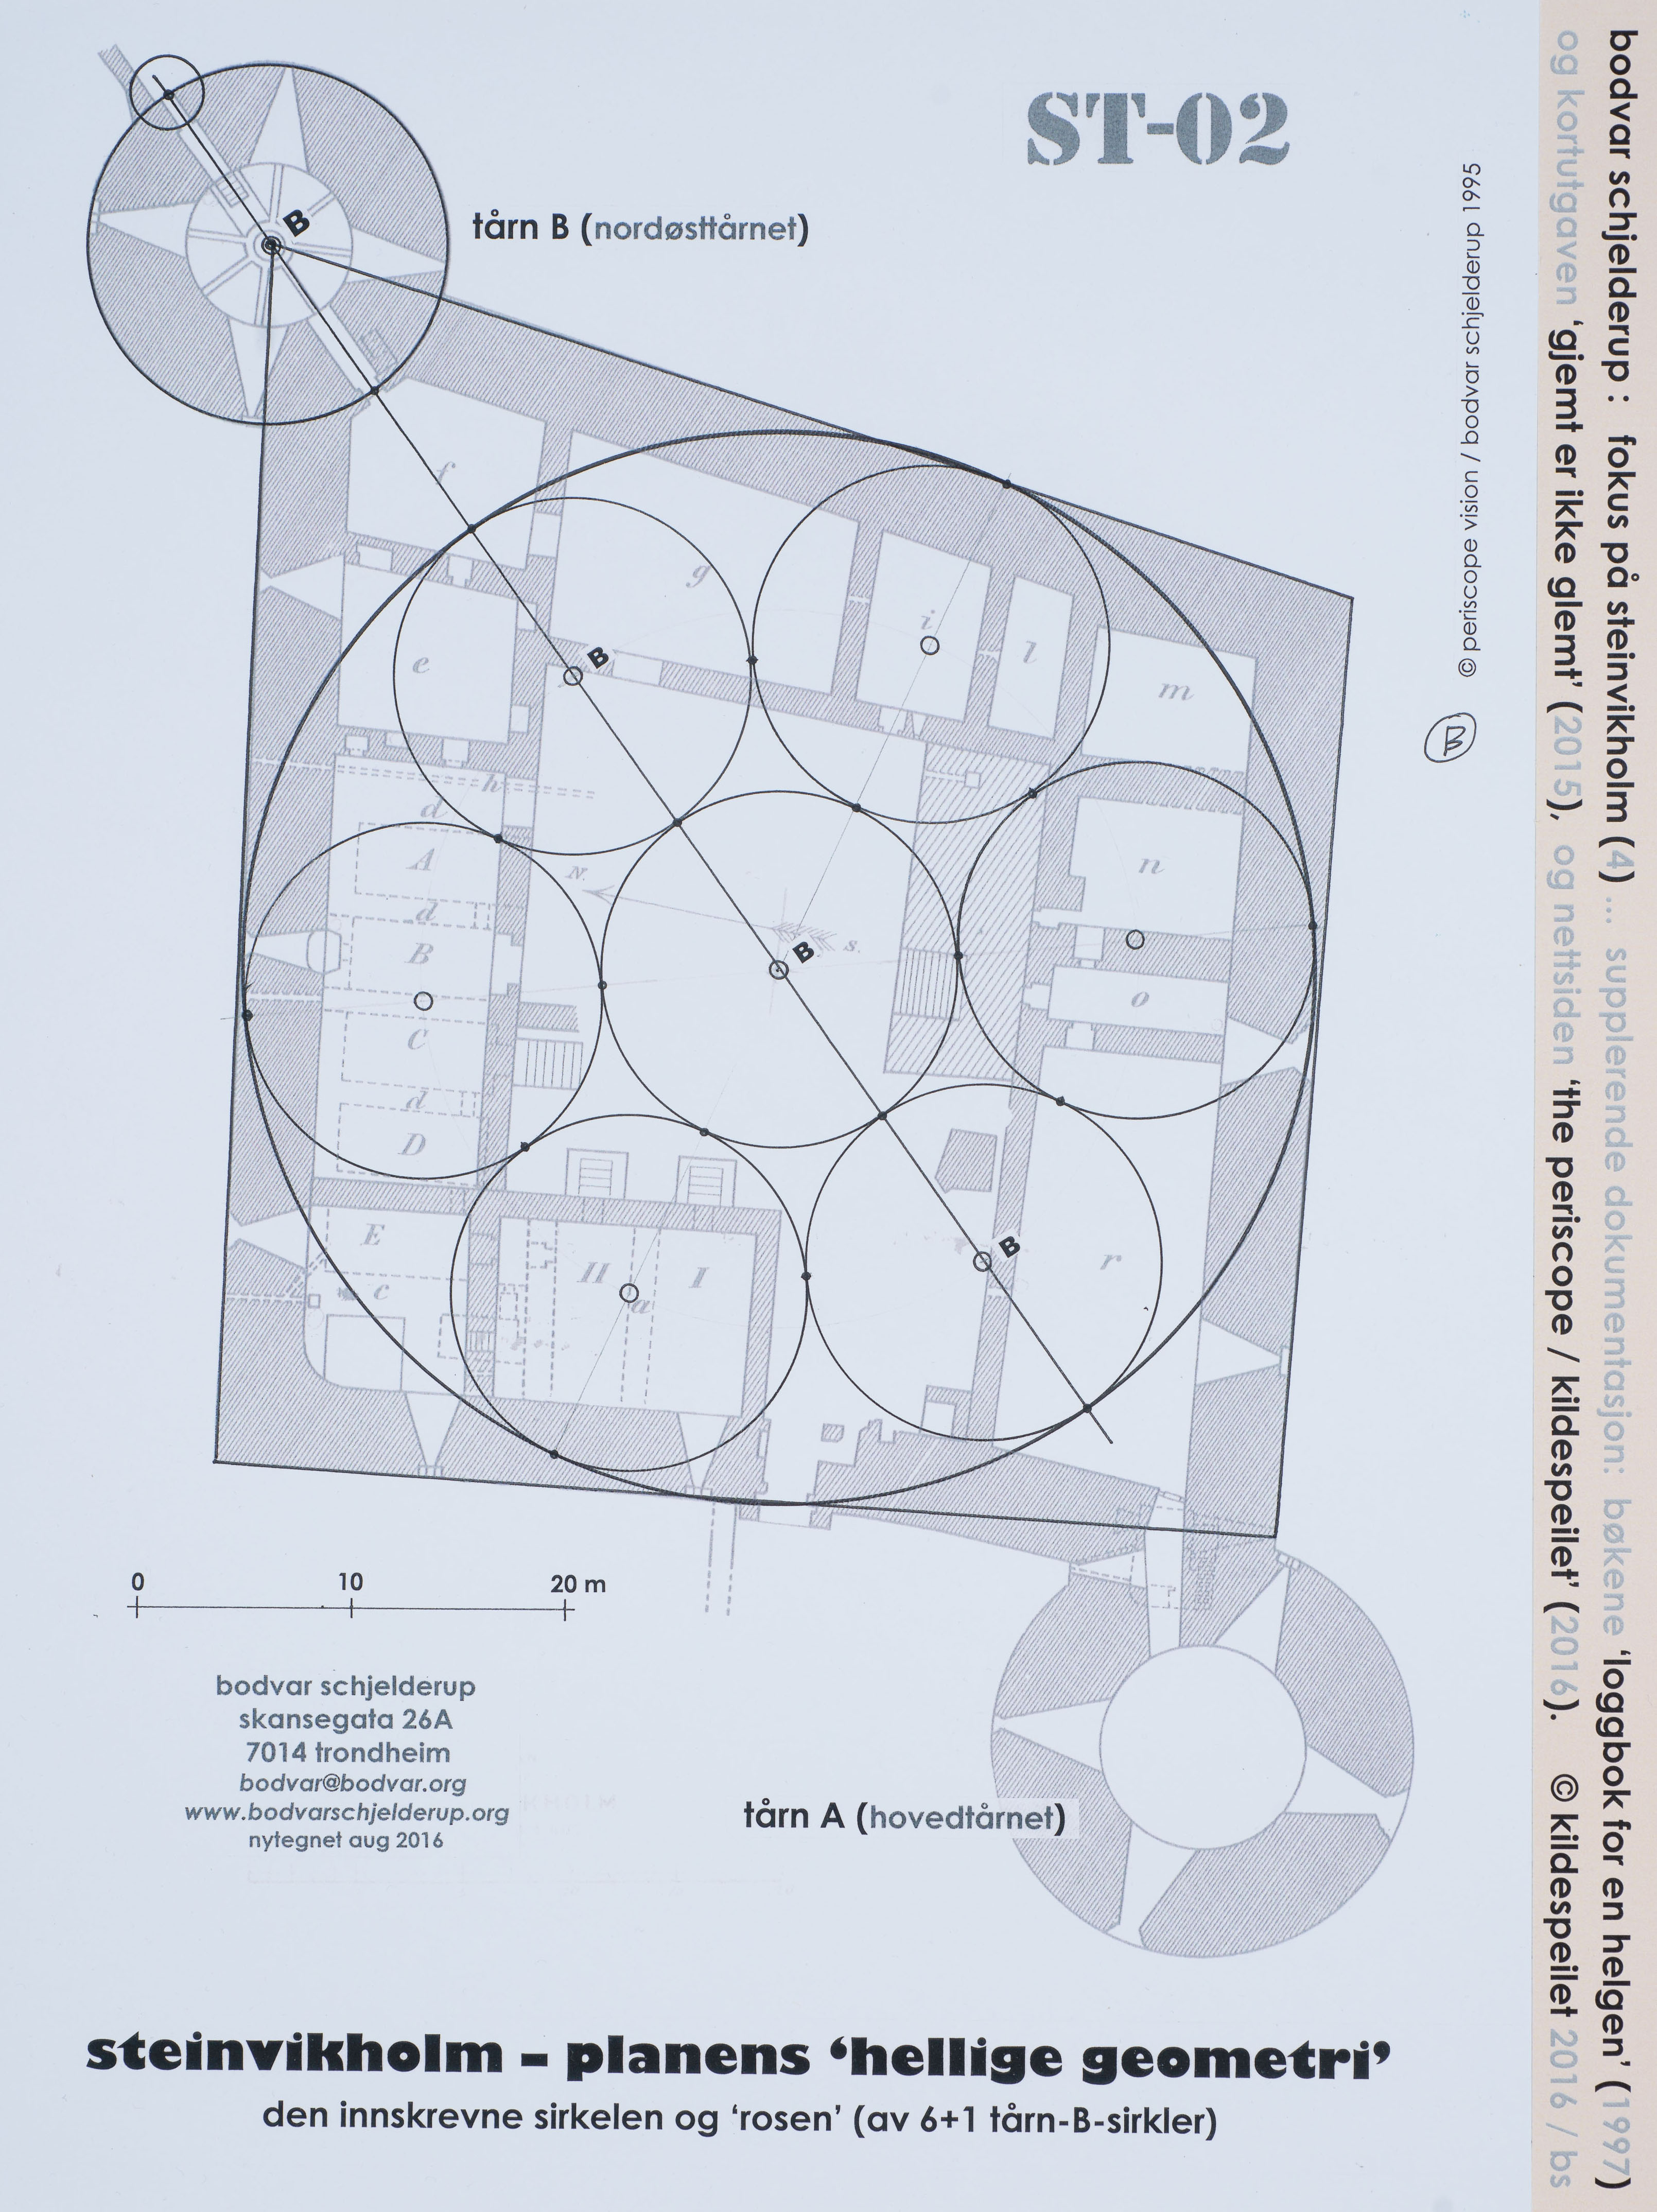 ST-02
tårn B (nordøsttårnet)
© periscope vision / bodvar schjelderup 1995
bodvar schjelderup : fokus på steinvikholm (4) ... supplerende dokumentasjon: bøkene 'loggbok for en helgen' (1997)
og kortutgaven 'gjemt er ikke glemt' (2015), og nettsiden 'the periscope / kildespeilet' (2016). © kildespeilet 2016 / bs
B
f
g
i
l
e
B
m
h
d
A
n
d
N.
B
s.
B
o
C
d
D
E
B
r
II
I
c
a
0 10 20 m
bodvar schjelderup
skansegata 26A
7014 trondheim
bodvar@bodvar.org
www.bodvarschjelderup.org
nytegnet aug 2016
tårn A (hovedtårnet)
steinvikholm – planens 'hellige geometri'
den innskrevne sirkelen og 'rosen' (av 6+1 tårn-B-sirkler)